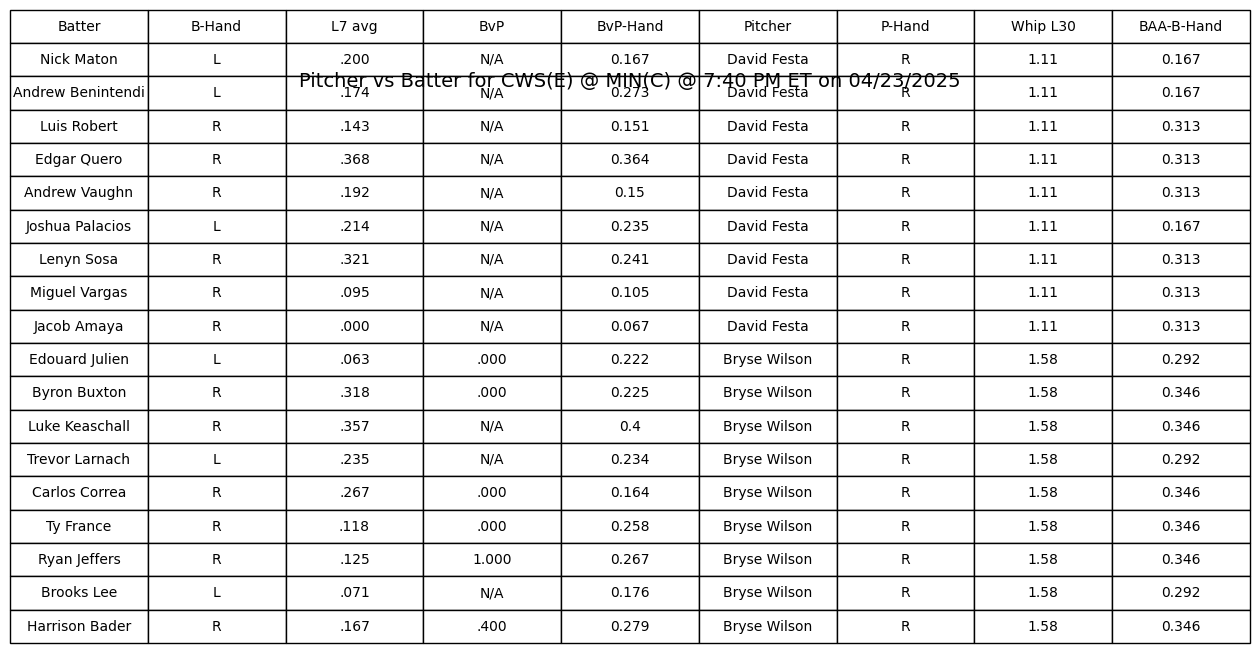 Batter B-Hand L7 avg BvP BvP-Hand Pitcher P-Hand Whip L30 BAA-B-Hand
Nick Maton L .200 N/A 0.167 David Festa R 1.11 0.167
Pitcher vs Batter for CWS(E) @ MIN(C) @ 7:40 PM ET on 04/23/2025
Andrew Benintendi L .174 N/A 0.273 David Festa R 1.11 0.167
Luis Robert R .143 N/A 0.151 David Festa R 1.11 0.313
Edgar Quero R .368 N/A 0.364 David Festa R 1.11 0.313
Andrew Vaughn R .192 N/A 0.15 David Festa R 1.11 0.313
Joshua Palacios L .214 N/A 0.235 David Festa R 1.11 0.167
Lenyn Sosa R .321 N/A 0.241 David Festa R 1.11 0.313
Miguel Vargas R .095 N/A 0.105 David Festa R 1.11 0.313
Jacob Amaya R .000 N/A 0.067 David Festa R 1.11 0.313
Edouard Julien L .063 .000 0.222 Bryse Wilson R 1.58 0.292
Byron Buxton R .318 .000 0.225 Bryse Wilson R 1.58 0.346
Luke Keaschall R .357 N/A 0.4 Bryse Wilson R 1.58 0.346
Trevor Larnach L .235 N/A 0.234 Bryse Wilson R 1.58 0.292
Carlos Correa R .267 .000 0.164 Bryse Wilson R 1.58 0.346
Ty France R .118 .000 0.258 Bryse Wilson R 1.58 0.346
Ryan Jeffers R .125 1.000 0.267 Bryse Wilson R 1.58 0.346
Brooks Lee L .071 N/A 0.176 Bryse Wilson R 1.58 0.292
Harrison Bader R .167 .400 0.279 Bryse Wilson R 1.58 0.346